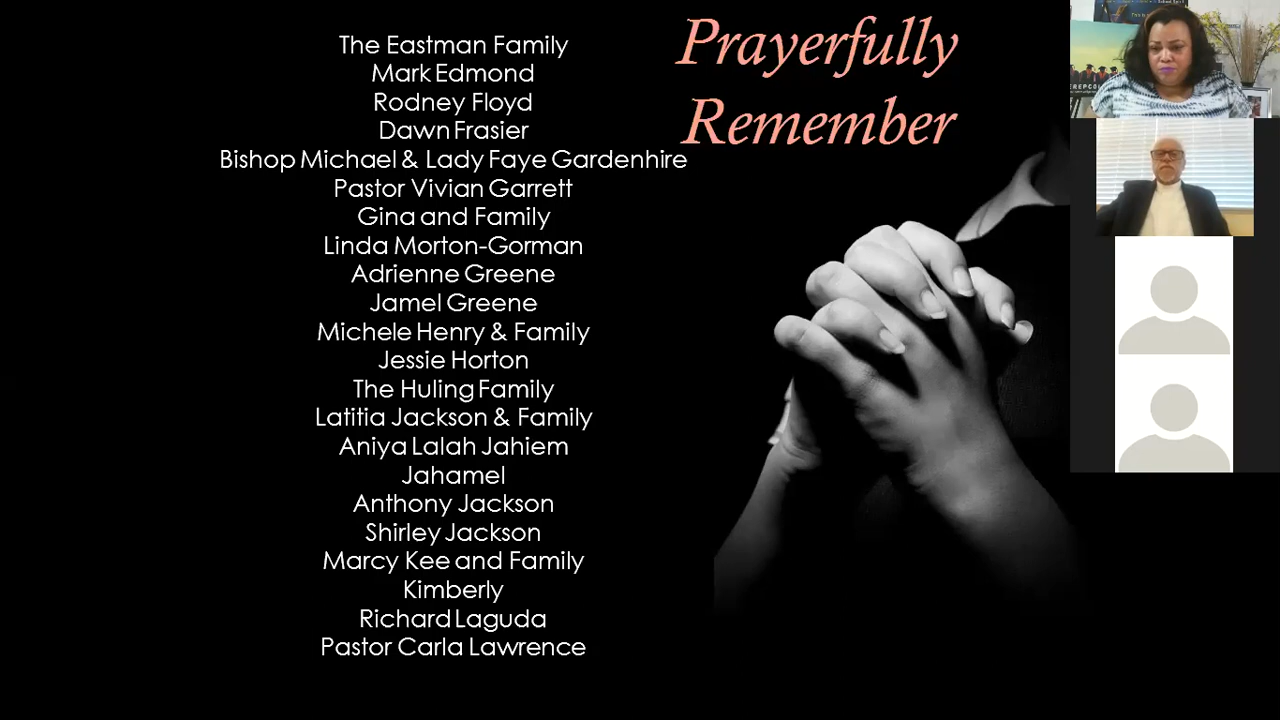 The Eastman Family
Mark Edmond
Rodney Floyd
Dawn Frasier
Bishop Michael & Lady Faye Gardenhire
Pastor Vivian Garrett
Gina and Family
Linda Morton-Gorman
Adrienne Greene
Jamel Greene
Michele Henry & Family
Jessie Horton
The Huling Family
Latitia Jackson & Family
Aniya Lalah Jahiem
Jahamel
Anthony Jackson
Shirley Jackson
Marcy Kee and Family
Kimberly
Richard Laguda
Pastor Carla Lawrence
Prayerfully
Remember